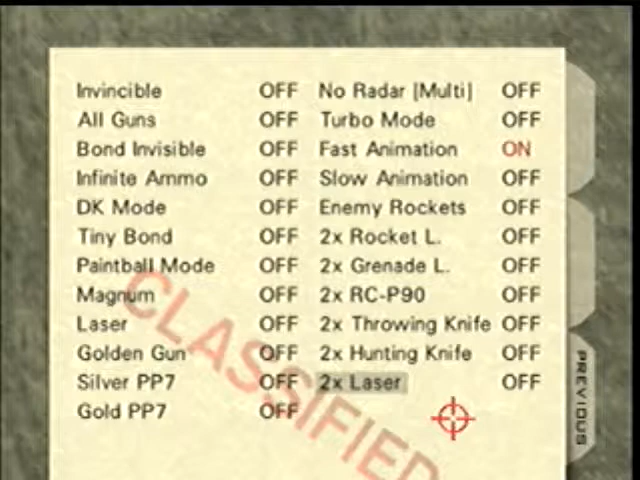 Invincible OFF No Radar (Multi) OFF
All Guns OFF Turbo Mode OFF
Bond Invisible OFF Fast Animation ON
Infinite Ammo OFF Slow Animation OFF
DK Mode OFF Enemy Rockets OFF
Tiny Bond OFF 2x Rocket L. OFF
Paintball Mode OFF 2x Grenade L. OFF
Magnum OFF 2x RC-P90 OFF
Laser OFF 2x Throwing Knife OFF
Golden Gun OFF 2x Hunting Knife OFF
Silver PP7 OFF 2x Laser OFF
Gold PP7 OFF
CLASSIFIED
PREVIOUS